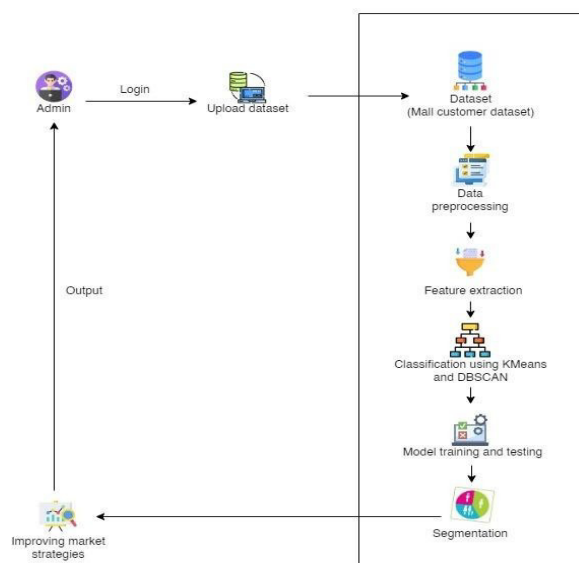 Login
Admin
Upload dataset
Dataset
(Mall customer dataset)
Data
preprocessing
Feature extraction
Output
Classification using KMeans
and DBSCAN
Model training and testing
Improving market
strategies
Segmentation